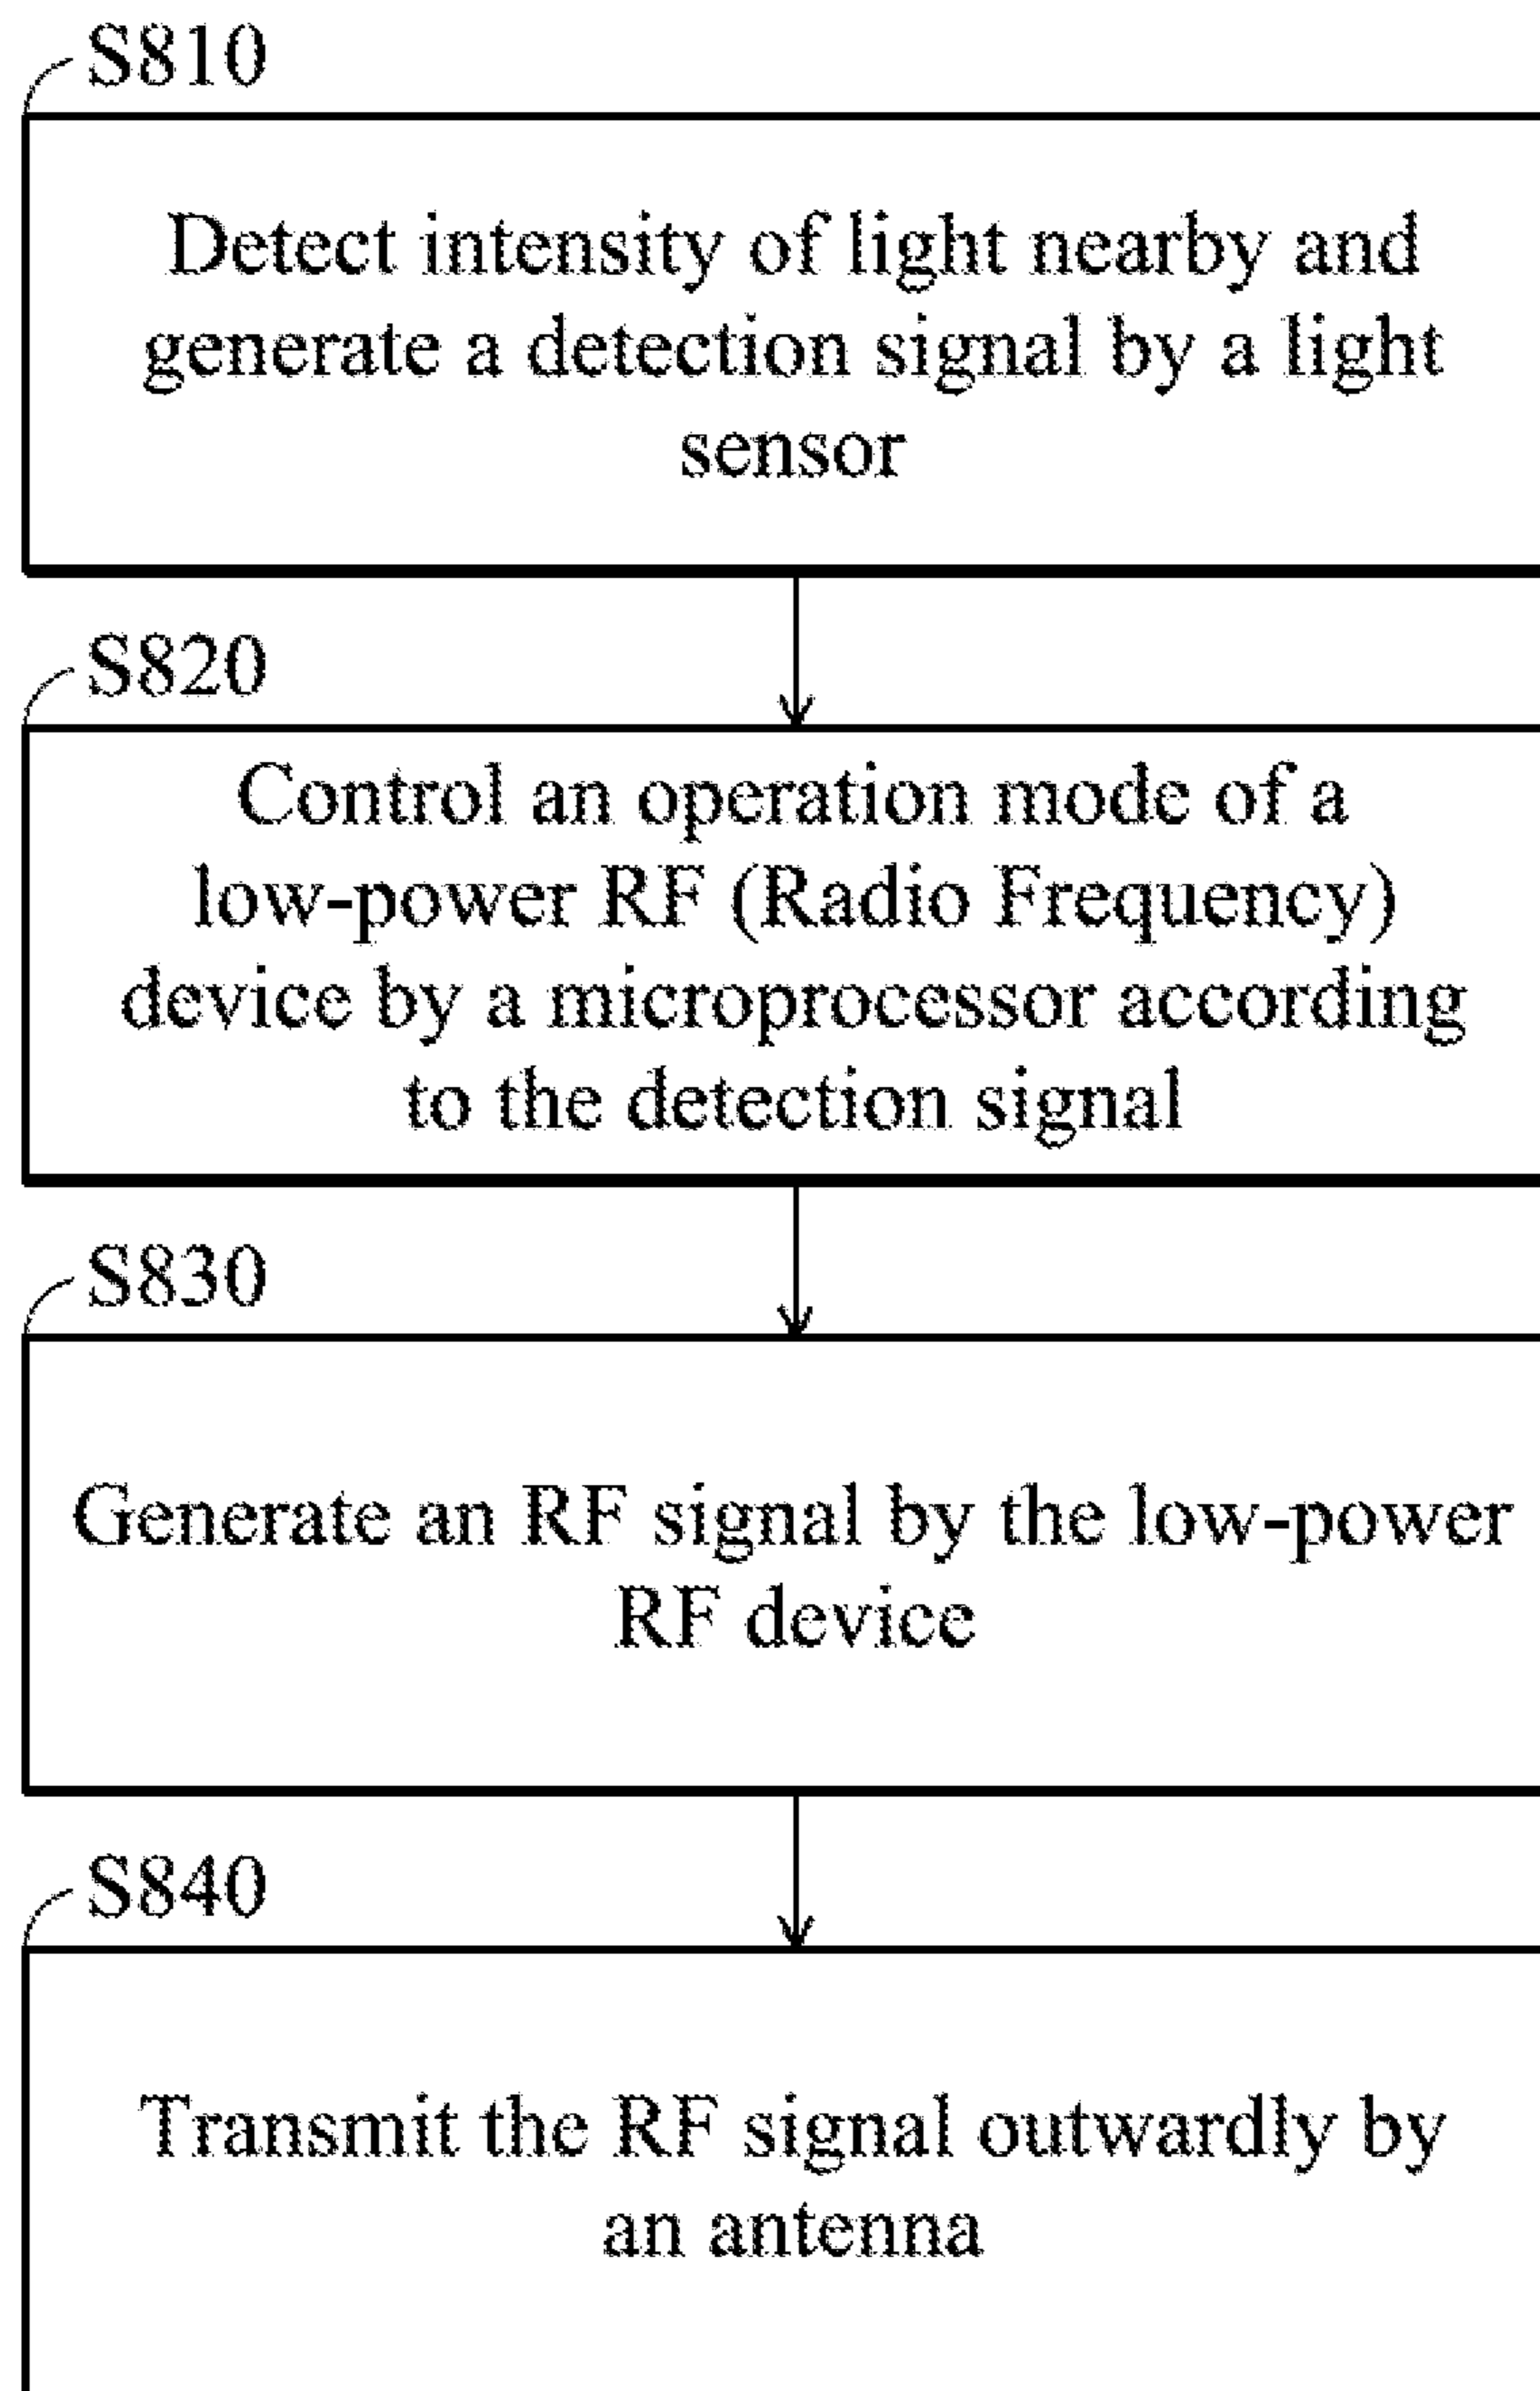 S810
Detect intensity of light nearby and
generate a detection signal by a light
sensor
S820
Control an operation mode of a
low-power RF (Radio Frequency)
device by a microprocessor according
to the detection signal
S830
Generate an RF signal by the low-power
RF device
S840
Transmit the RF signal outwardly by
an antenna